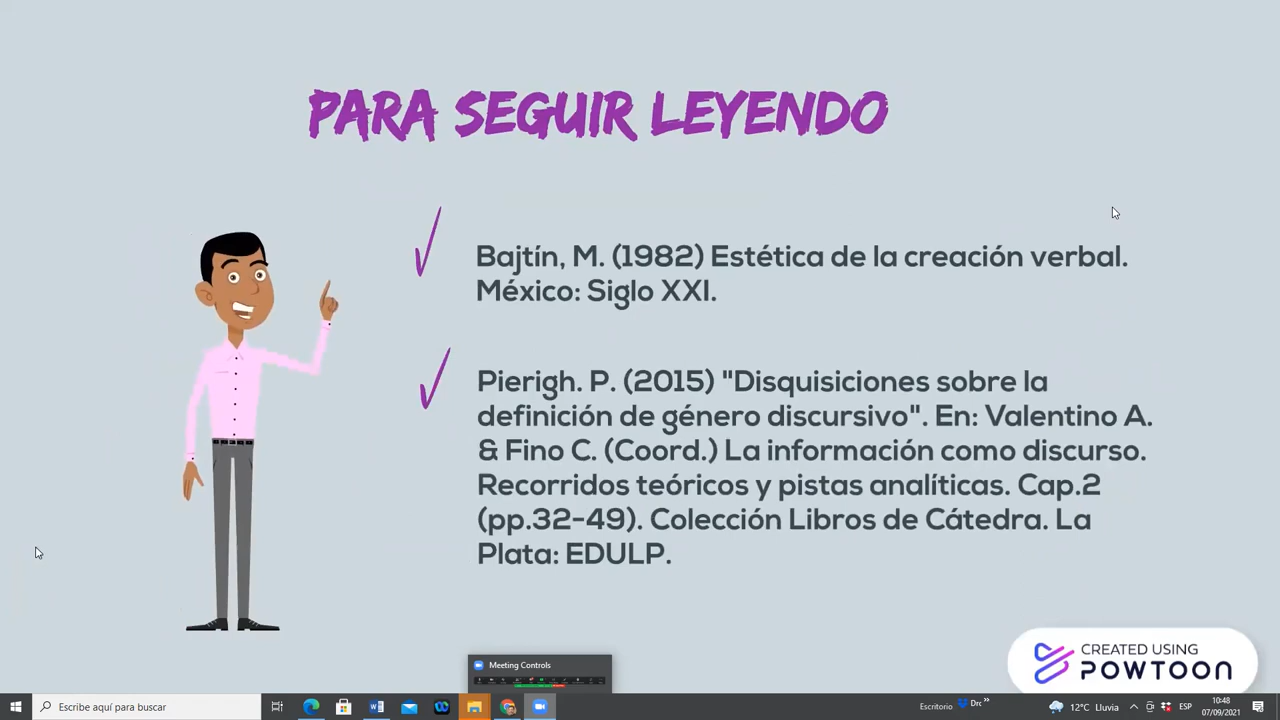 PARA SEGUIR LEYENDO
Bajtín, M. (1982) Estética de la creación verbal.
México: Siglo XXI.
Pierigh. P. (2015) "Disquisiciones sobre la
definición de género discursivo". En: Valentino A.
& Fino C. (Coord.) La información como discurso.
Recorridos teóricos y pistas analíticas. Cap.2
(pp.32-49). Colección Libros de Cátedra. La
Plata: EDULP.
CREATED USING
POWTOON
Meeting Controls
Escribe aquí para buscar
Escritorio
Drc
»
12°C Lluvia
ESP
10:48
07/09/2021